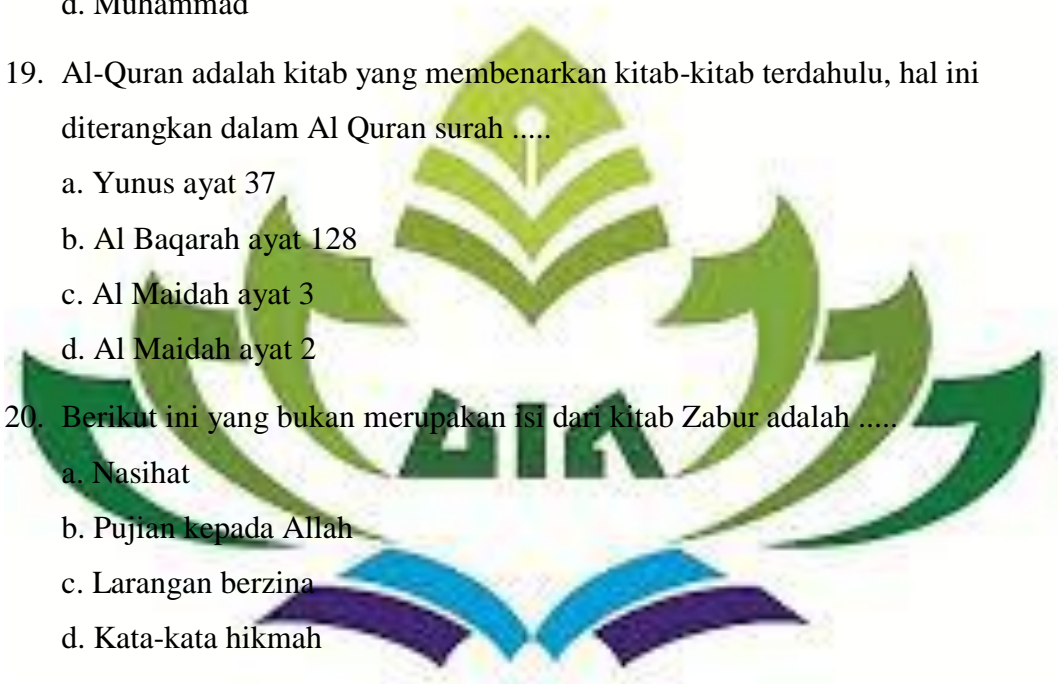 d. Muhammad
19. Al-Quran adalah kitab yang membenarkan kitab-kitab terdahulu, hal ini
diterangkan dalam Al Quran surah .....
a. Yunus ayat 37
b. Al Baqarah ayat 128
c. Al Maidah ayat 3
d. Al Maidah ayat 2
20. Berikut ini yang bukan merupakan isi dari kitab Zabur adalah .....
a. Nasihat
b. Pujian kepada Allah
c. Larangan berzina
d. Kata-kata hikmah